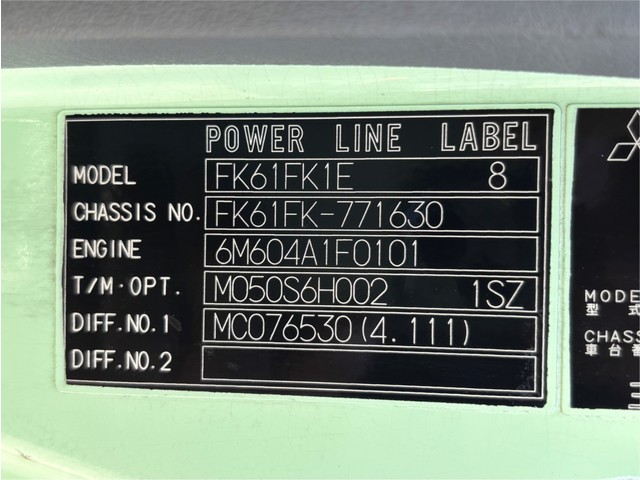 POWER LINE LABEL
MODEL FK61FK1E 8
CHASSIS NO. FK61FK-771630
ENGINE 6M604A1F0101
T/M·OPT. M050S6H002 1SZ
DIFF.NO.1 MC076530(4.111)
DIFF.NO.2
MODE
型式
CHASS
車台番